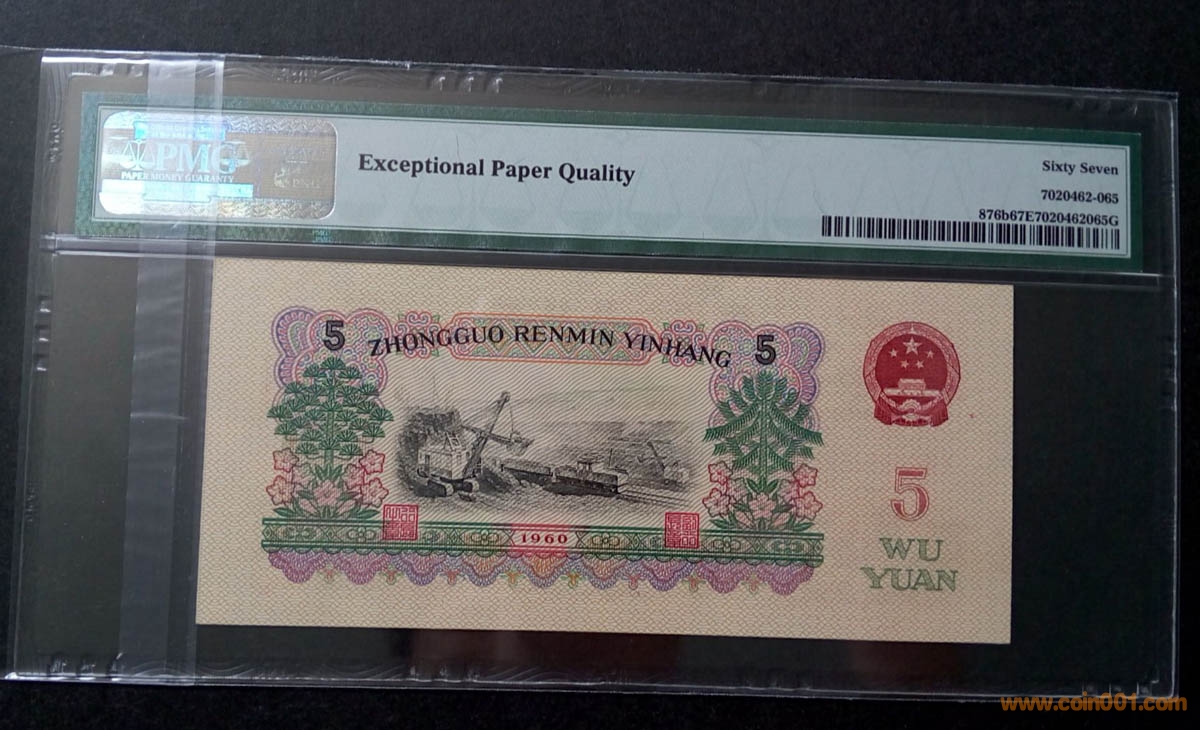 PMG
PAPER MONEY GUARANTY
Exceptional Paper Quality
Sixty Seven
7020462-065
876b67E7020462065G
5 ZHONGGUO RENMIN YINHANG 5
1960
5
WU
YUAN
www.coin001.com